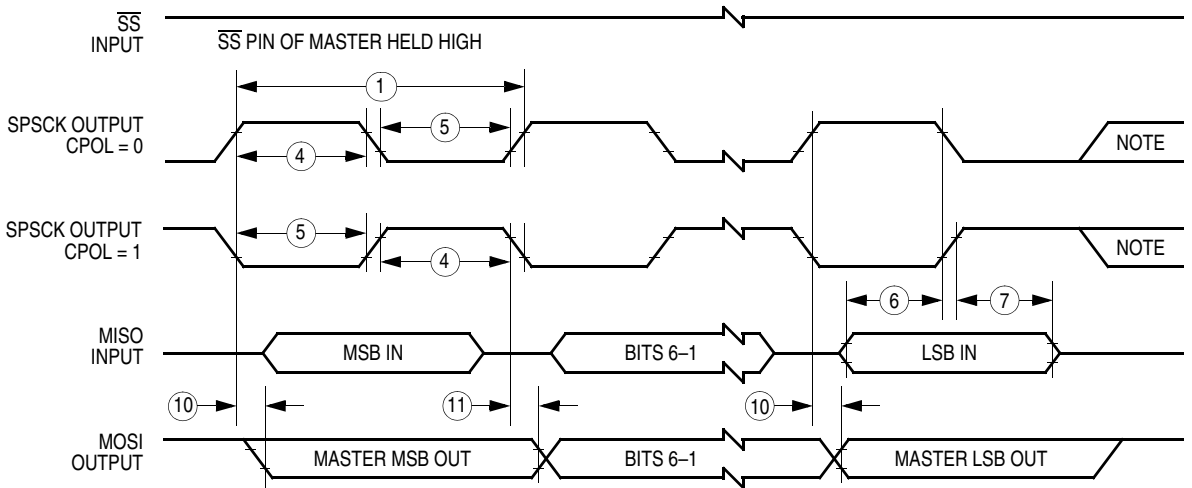 SS
INPUT
SS PIN OF MASTER HELD HIGH
1
SPSCK OUTPUT
CPOL = 0
5
4
NOTE
SPSCK OUTPUT
CPOL = 1
5
4
NOTE
6
7
MISO
INPUT
MSB IN
BITS 6–1
LSB IN
10
11
10
MOSI
OUTPUT
MASTER MSB OUT
BITS 6–1
MASTER LSB OUT